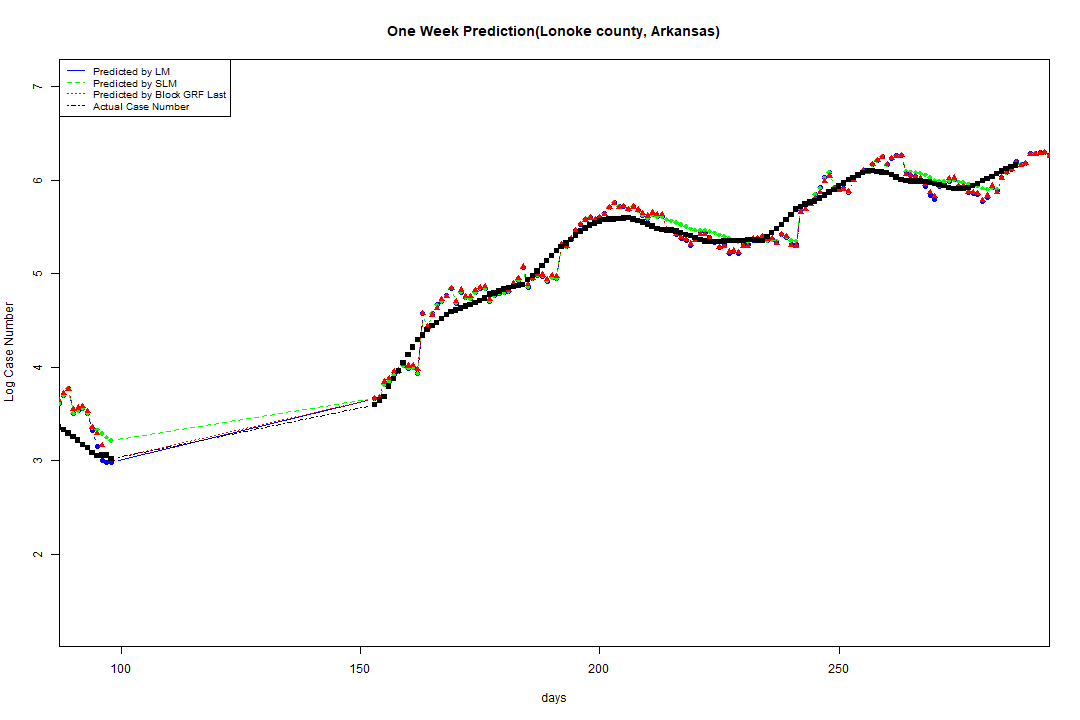 One Week Prediction(Lonoke county, Arkansas)
Predicted by LM
Predicted by SLM
Predicted by Block GRF Last
Actual Case Number
7
6
5
4
3
2
Log Case Number
100 150 200 250
days